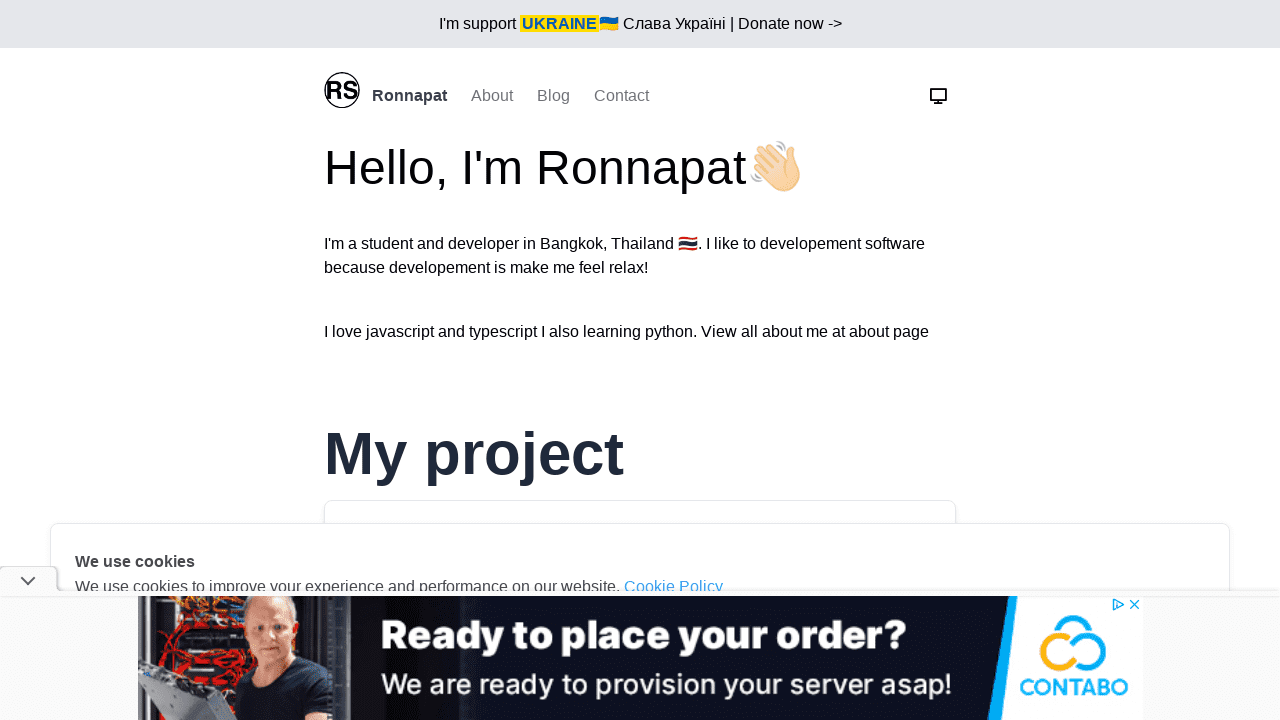 I'm support UKRAINE🇺🇦 Слава Україні | Donate now ->
RS Ronnapat About Blog Contact
Hello, I'm Ronnapat👋🏻
I'm a student and developer in Bangkok, Thailand 🇹🇭. I like to developement software
because developement is make me feel relax!
I love javascript and typescript I also learning python. View all about me at about page
My project
We use cookies
We use cookies to improve your experience and performance on our website. Cookie Policy
Ready to place your order?
We are ready to provision your server asap!
CONTABO